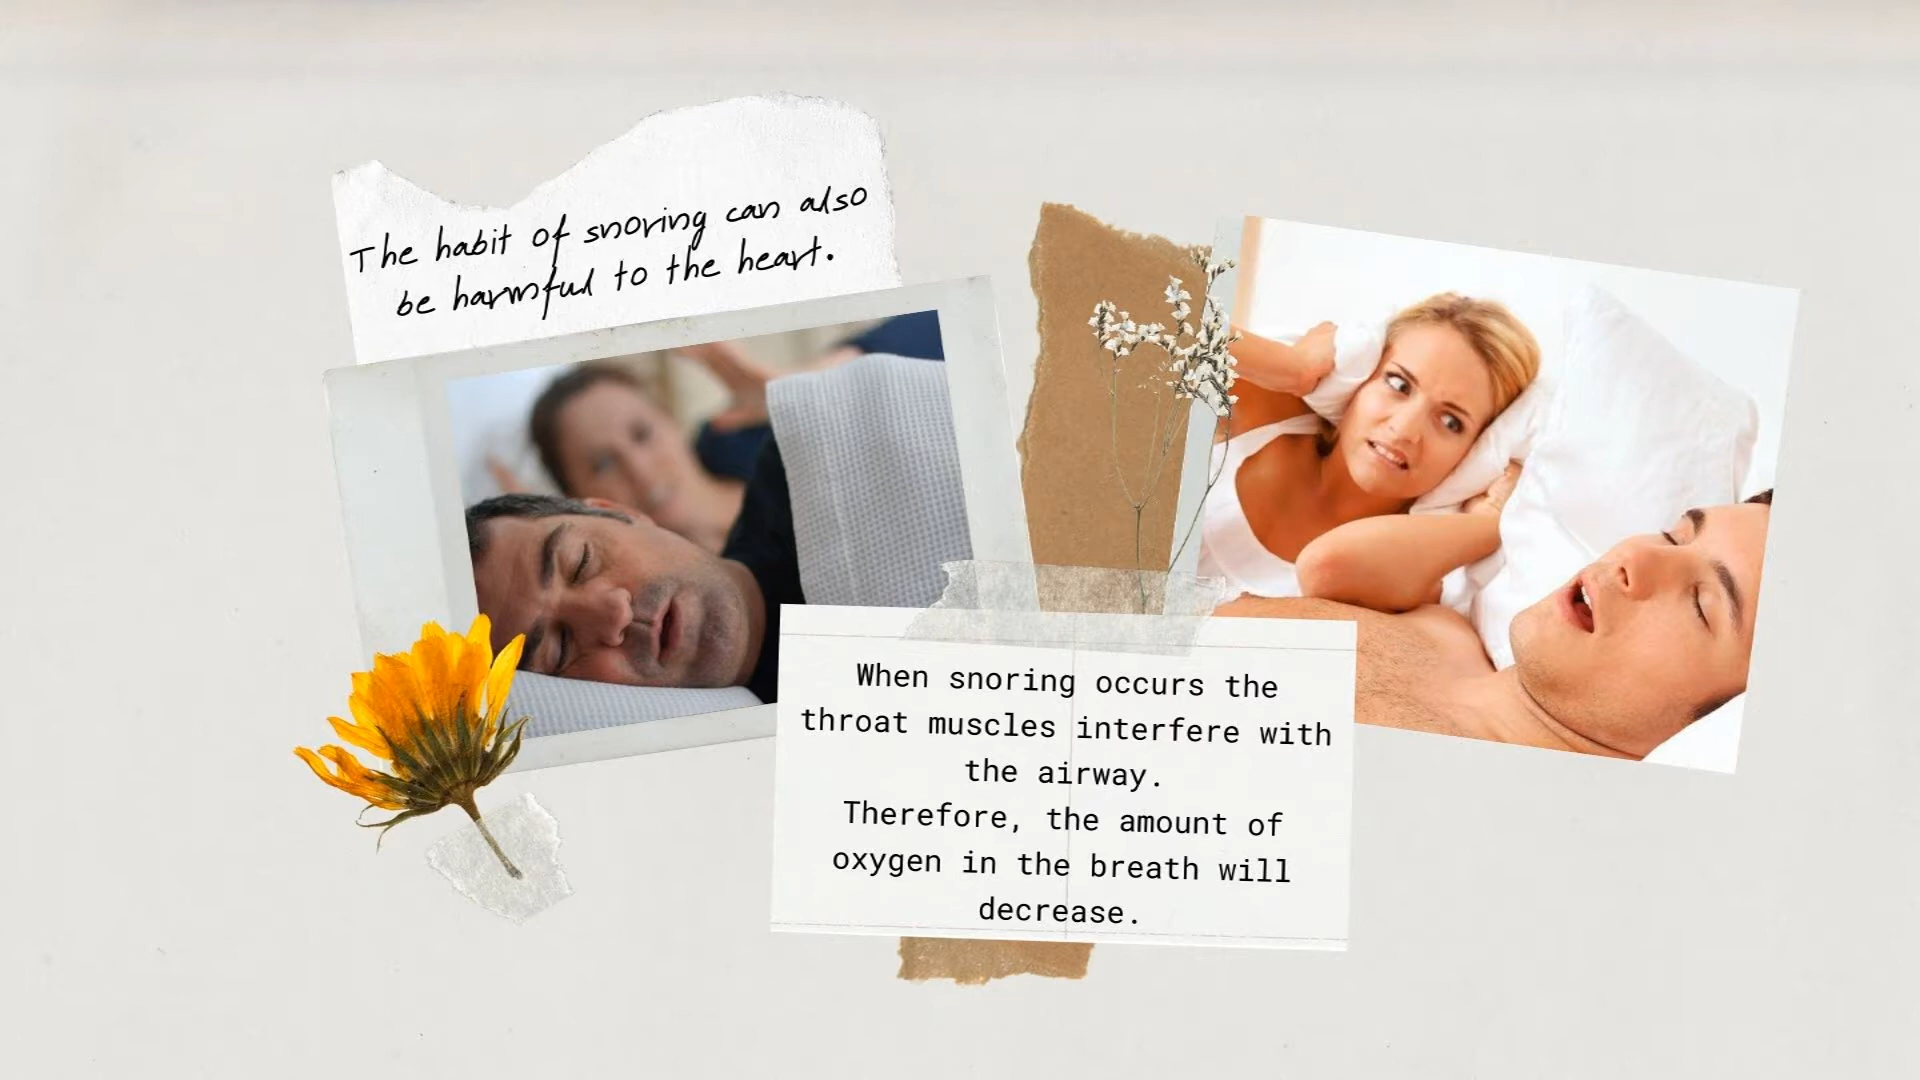 The habit of snoring can also
be harmful to the heart.
When snoring occurs the
throat muscles interfere with
the airway.
Therefore, the amount of
oxygen in the breath will
decrease.